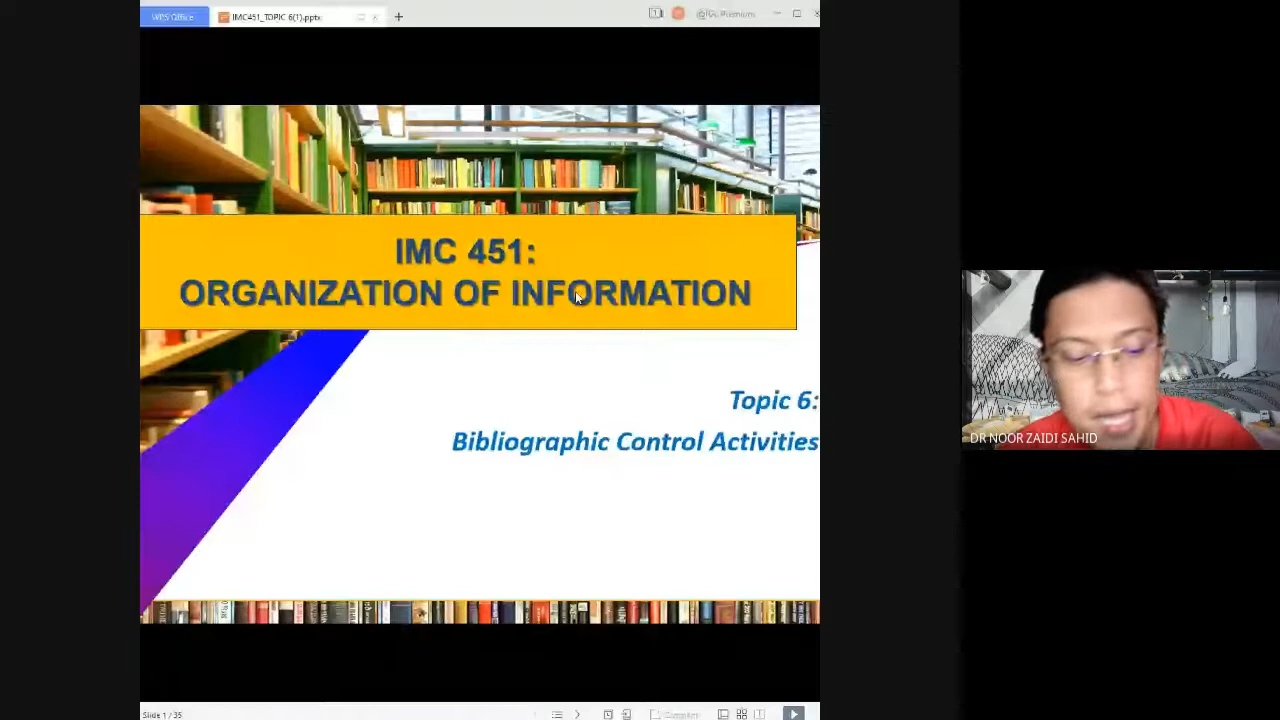 WPS Office
IMC451_TOPIC 6(1).pptx
Premium
IMC 451:
ORGANIZATION OF INFORMATION
Topic 6:
Bibliographic Control Activities
DR NOOR ZAIDI SAHID
Slide 1 / 35